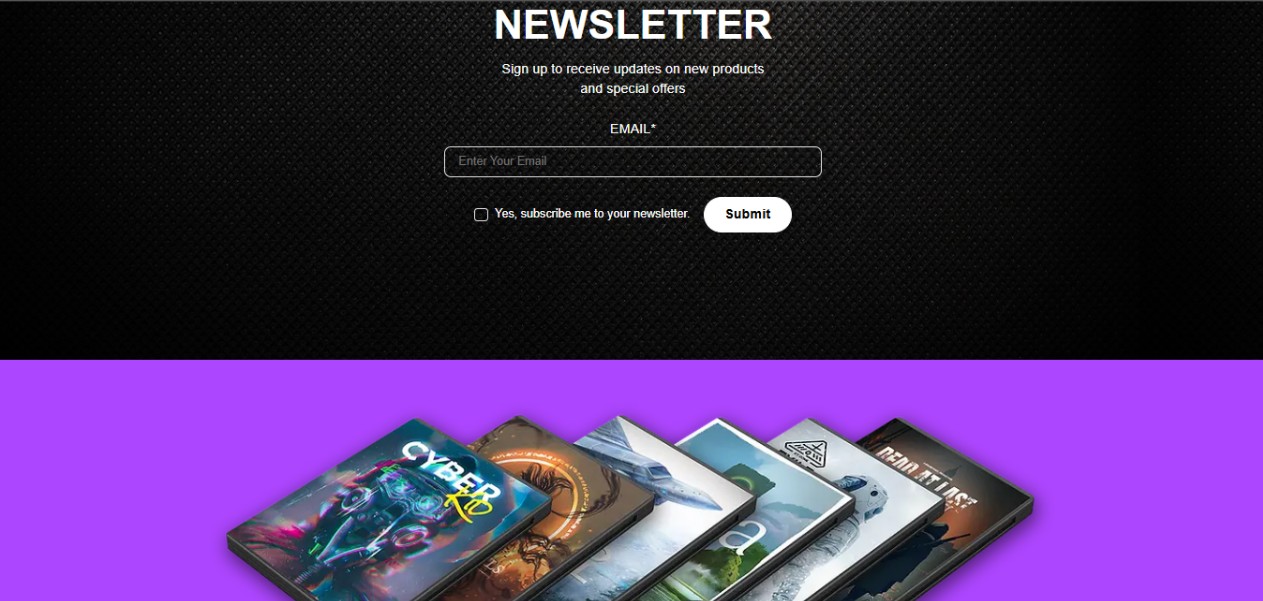 NEWSLETTER
Sign up to receive updates on new products
and special offers
EMAIL*
Enter Your Email
Yes, subscribe me to your newsletter.
Submit
CYBER
K10
DEAD AT LAST
a